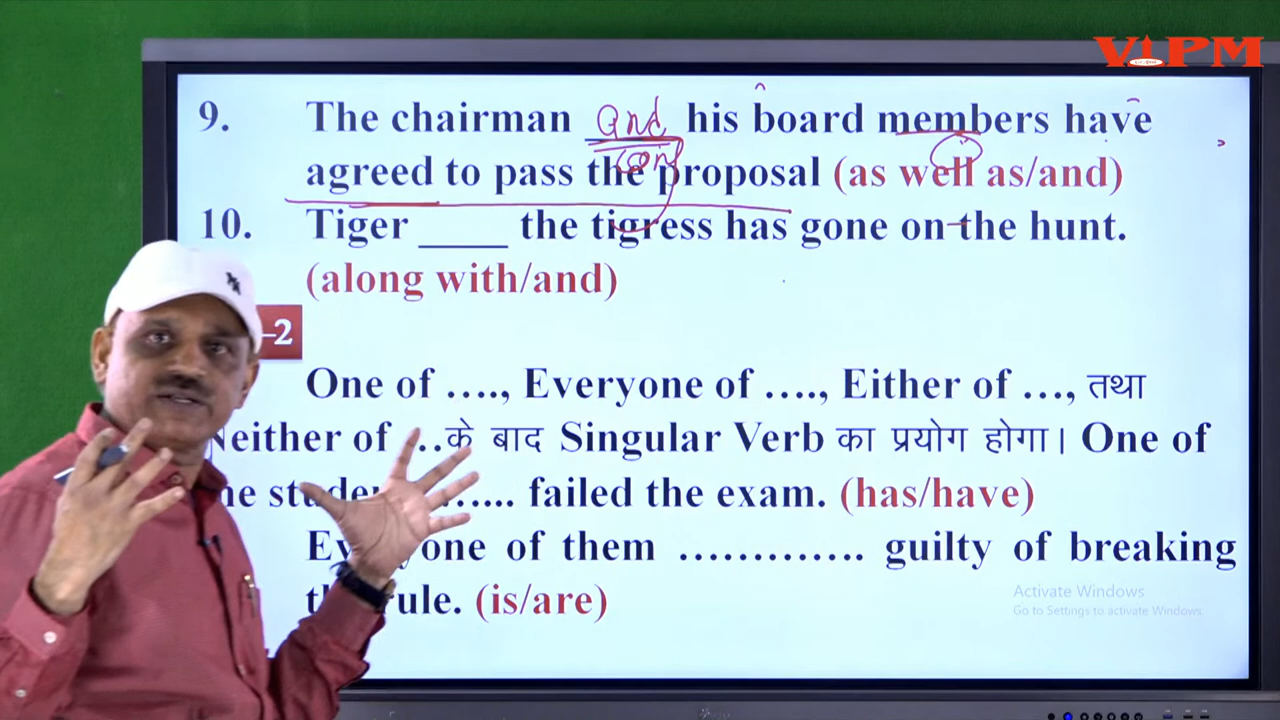 VIPM
9. The chairman and his board members have
agreed to pass the proposal (as well as/and)
10. Tiger ____ the tigress has gone on the hunt.
(along with/and)
-2
One of …., Everyone of …., Either of …, तथा
Neither of …के बाद Singular Verb का प्रयोग होगा। One of
failed the exam. (has/have)
of them …………. guilty of breaking
rule. (is/are)
Activate Windows
Go to Settings to activate Windows.